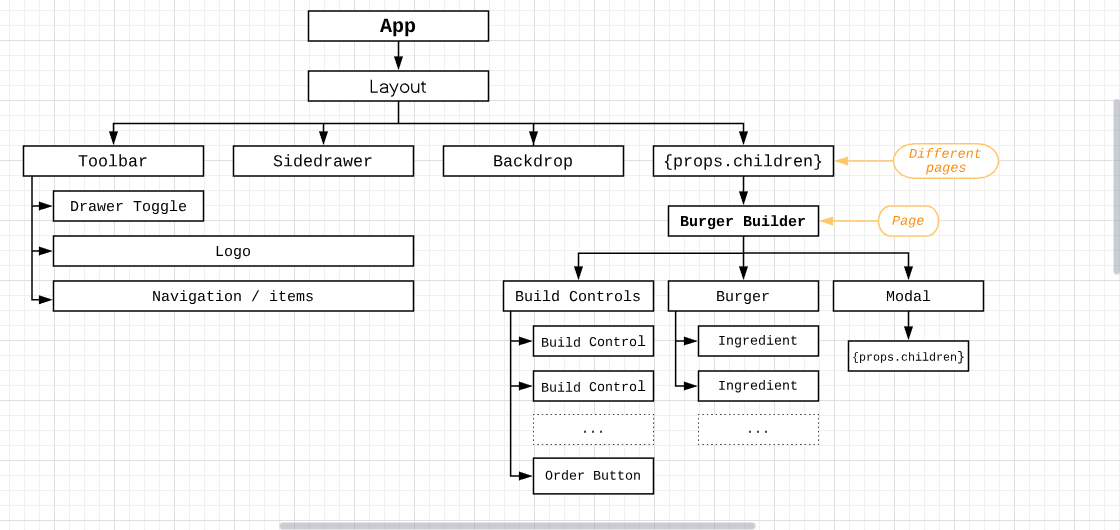 App
Layout
Toolbar
Sidedrawer
Backdrop
{props.children}
Different
pages
Drawer Toggle
Burger Builder
Page
Logo
Navigation / items
Build Controls
Burger
Modal
Build Control
Ingredient
{props.children}
Build Control
Ingredient
...
...
Order Button